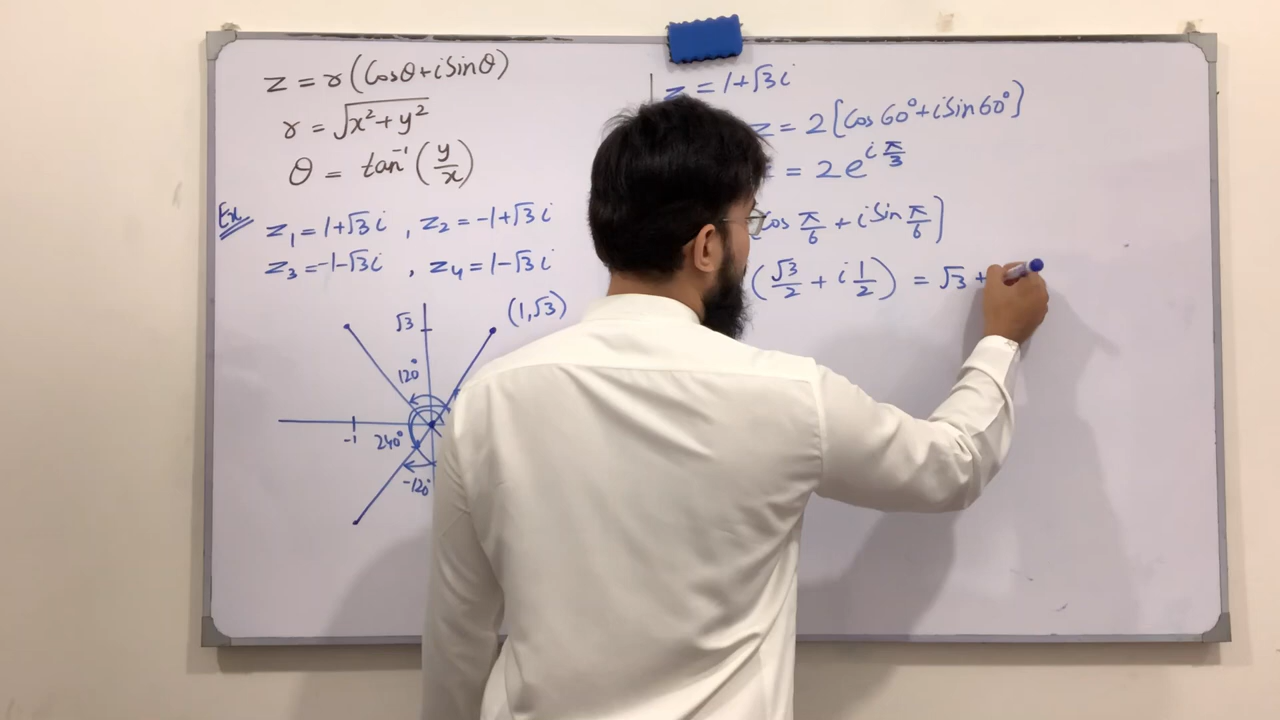 z = r (Cosθ + i Sinθ)
r = √(x² + y²)
θ = tan⁻¹ (y/x)
Ex
z₁ = 1+√3 i , z₂ = -1+√3 i
z₃ = -1-√3 i , z₄ = 1-√3 i
(1,√3)
√3
120°
-1
240°
-120°
z = 1+√3 i
z = 2[Cos 60° + i Sin 60°]
= 2e^(i π/3)
[Cos π/6 + i Sin π/6]
(√3/2 + i 1/2) = √3 +